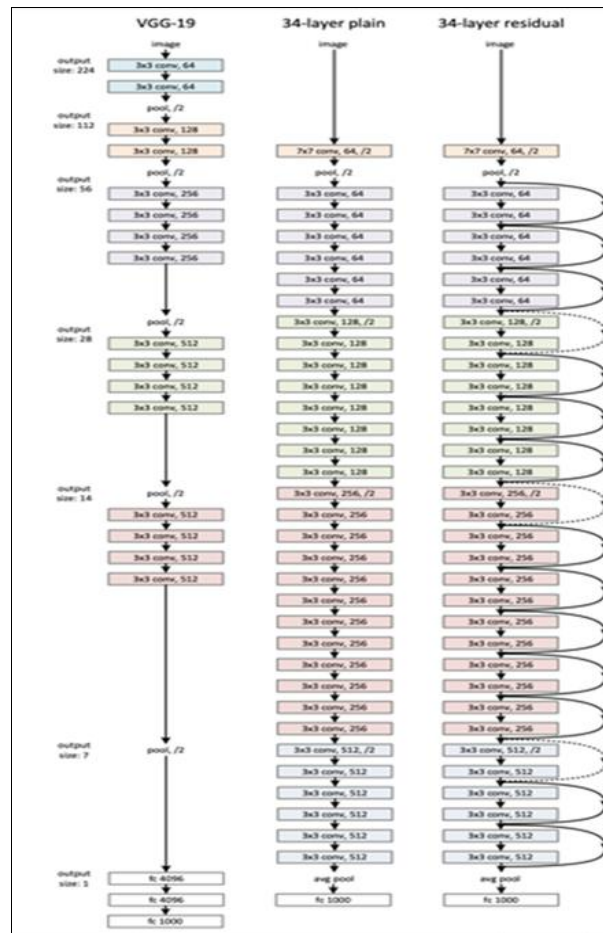 VGG-19
34-layer plain
34-layer residual
output
size: 224
output
size: 112
output
size: 56
output
size: 28
output
size: 14
output
size: 7
output
size: 1
image
3x3 conv, 64
3x3 conv, 64
pool, /2
3x3 conv, 128
3x3 conv, 128
pool, /2
3x3 conv, 256
3x3 conv, 256
3x3 conv, 256
3x3 conv, 256
pool, /2
3x3 conv, 512
3x3 conv, 512
3x3 conv, 512
3x3 conv, 512
pool, /2
3x3 conv, 512
3x3 conv, 512
3x3 conv, 512
3x3 conv, 512
pool, /2
fc 4096
fc 4096
fc 1000
image
7x7 conv, 64, /2
pool, /2
3x3 conv, 64
3x3 conv, 64
3x3 conv, 64
3x3 conv, 64
3x3 conv, 64
3x3 conv, 64
3x3 conv, 128, /2
3x3 conv, 128
3x3 conv, 128
3x3 conv, 128
3x3 conv, 128
3x3 conv, 128
3x3 conv, 128
3x3 conv, 128
3x3 conv, 256, /2
3x3 conv, 256
3x3 conv, 256
3x3 conv, 256
3x3 conv, 256
3x3 conv, 256
3x3 conv, 256
3x3 conv, 256
3x3 conv, 256
3x3 conv, 256
3x3 conv, 256
3x3 conv, 256
3x3 conv, 512, /2
3x3 conv, 512
3x3 conv, 512
3x3 conv, 512
3x3 conv, 512
3x3 conv, 512
avg pool
fc 1000
image
7x7 conv, 64, /2
pool, /2
3x3 conv, 64
3x3 conv, 64
3x3 conv, 64
3x3 conv, 64
3x3 conv, 64
3x3 conv, 64
3x3 conv, 128, /2
3x3 conv, 128
3x3 conv, 128
3x3 conv, 128
3x3 conv, 128
3x3 conv, 128
3x3 conv, 128
3x3 conv, 128
3x3 conv, 256, /2
3x3 conv, 256
3x3 conv, 256
3x3 conv, 256
3x3 conv, 256
3x3 conv, 256
3x3 conv, 256
3x3 conv, 256
3x3 conv, 256
3x3 conv, 256
3x3 conv, 256
3x3 conv, 256
3x3 conv, 512, /2
3x3 conv, 512
3x3 conv, 512
3x3 conv, 512
3x3 conv, 512
3x3 conv, 512
avg pool
fc 1000